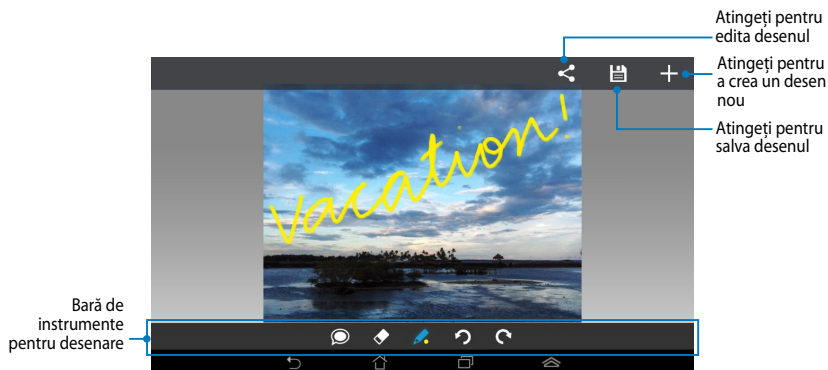 Atingeți pentru
edita desenul
Atingeți pentru
a crea un desen
nou
Atingeți pentru
salva desenul
vacation!
Bară de
instrumente
pentru desenare